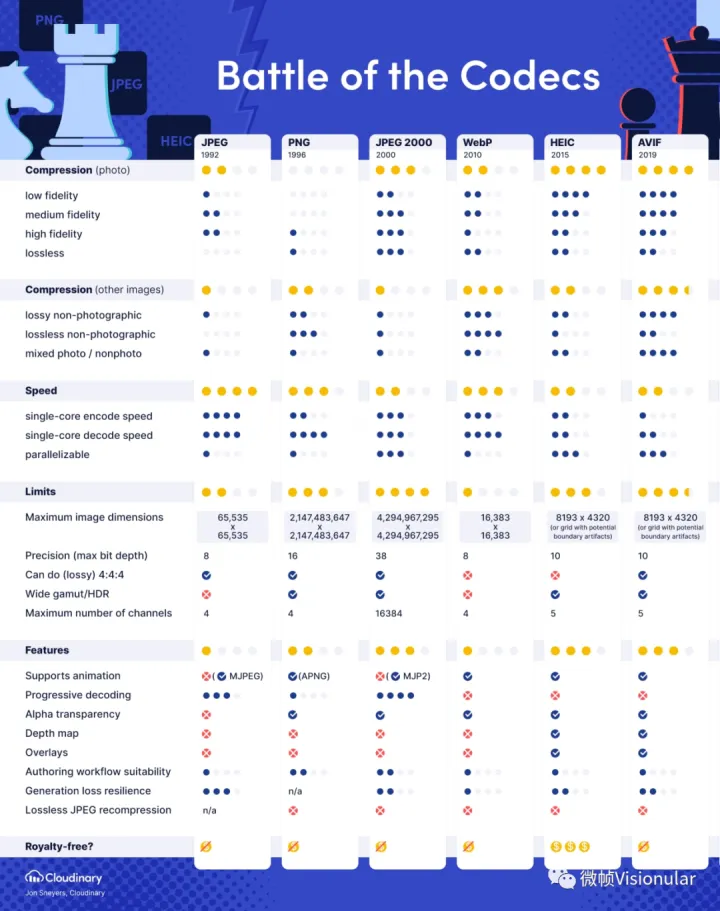 PNG
JPEG
HEIC
Battle of the Codecs
JPEG PNG JPEG 2000 WebP HEIC AVIF
1992 1996 2000 2010 2015 2019
Compression (photo)
low fidelity
medium fidelity
high fidelity
lossless
Compression (other images)
lossy non-photographic
lossless non-photographic
mixed photo / nonphoto
Speed
single-core encode speed
single-core decode speed
parallelizable
Limits
Maximum image dimensions 65,535 x 65,535 2,147,483,647 x 2,147,483,647 4,294,967,295 x 4,294,967,295 16,383 x 16,383 8193 x 4320 (or grid with potential boundary artifacts) 8193 x 4320 (or grid with potential boundary artifacts)
Precision (max bit depth) 8 16 38 8 10 10
Can do (lossy) 4:4:4
Wide gamut/HDR
Maximum number of channels 4 4 16384 4 5 5
Features
Supports animation ( MJPEG) (APNG) ( MJP2)
Progressive decoding
Alpha transparency
Depth map
Overlays
Authoring workflow suitability
Generation loss resilience n/a
Lossless JPEG recompression n/a
Royalty-free? $ $ $
Cloudinary
Jon Sneyers, Cloudinary
微帧Visionular